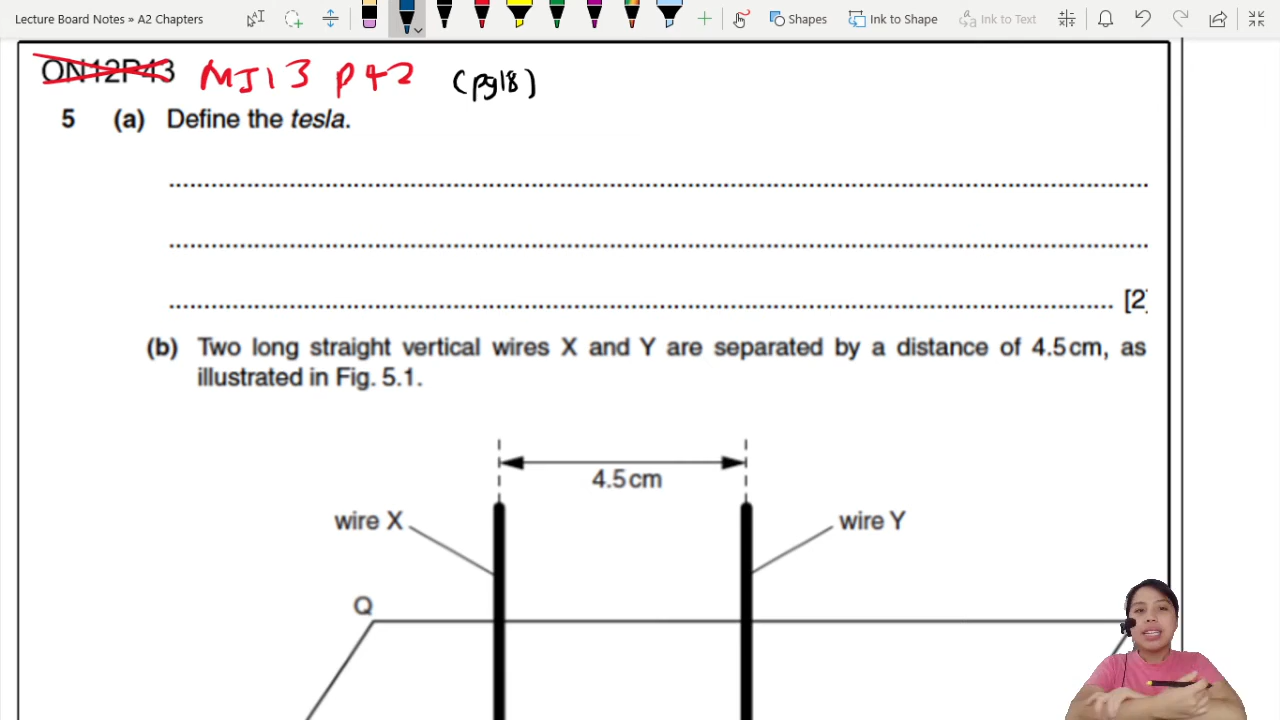 Lecture Board Notes » A2 Chapters
Shapes
Ink to Shape
Ink to Text
ON12P43 MJ13 P42 (pg18)
5 (a) Define the tesla.
[2]
(b) Two long straight vertical wires X and Y are separated by a distance of 4.5 cm, as
illustrated in Fig. 5.1.
4.5 cm
wire X
wire Y
Q